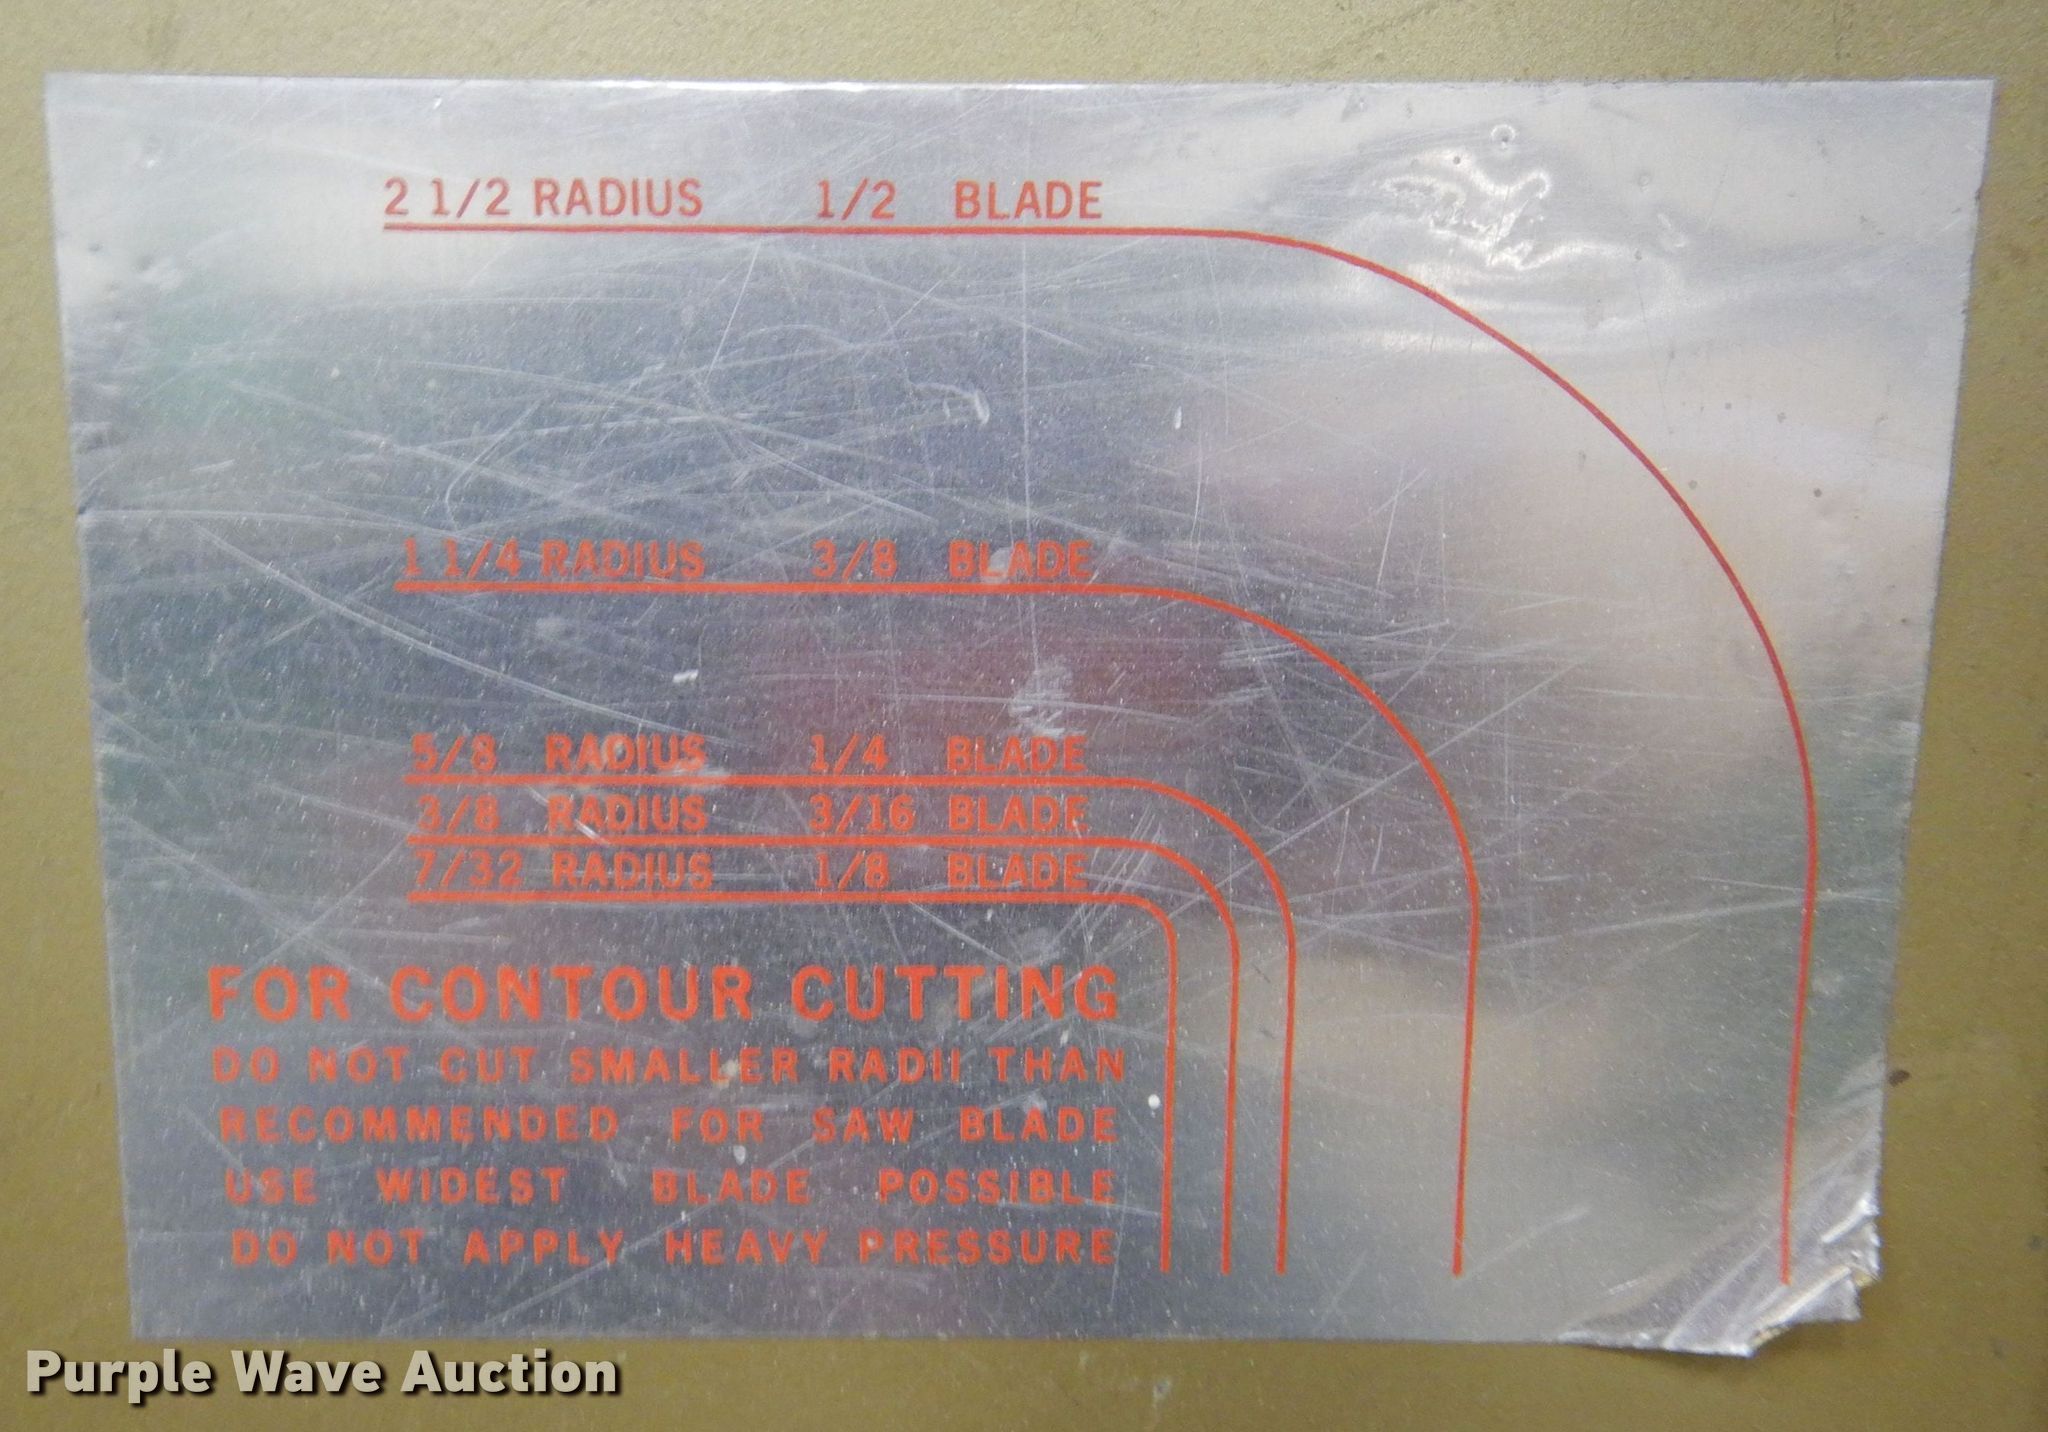 2 1/2 RADIUS 1/2 BLADE
1 1/4 RADIUS 3/8 BLADE
5/8 RADIUS 1/4 BLADE
3/8 RADIUS 3/16 BLADE
7/32 RADIUS 1/8 BLADE
FOR CONTOUR CUTTING
DO NOT CUT SMALLER RADII THAN
RECOMMENDED FOR SAW BLADE
USE WIDEST BLADE POSSIBLE
DO NOT APPLY HEAVY PRESSURE
Purple Wave Auction